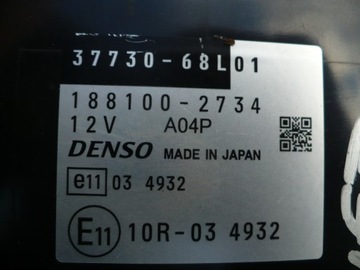 37730-68L01
188100-2734
12V A04P
DENSO MADE IN JAPAN
e11 03 4932
E11 10R-03 4932